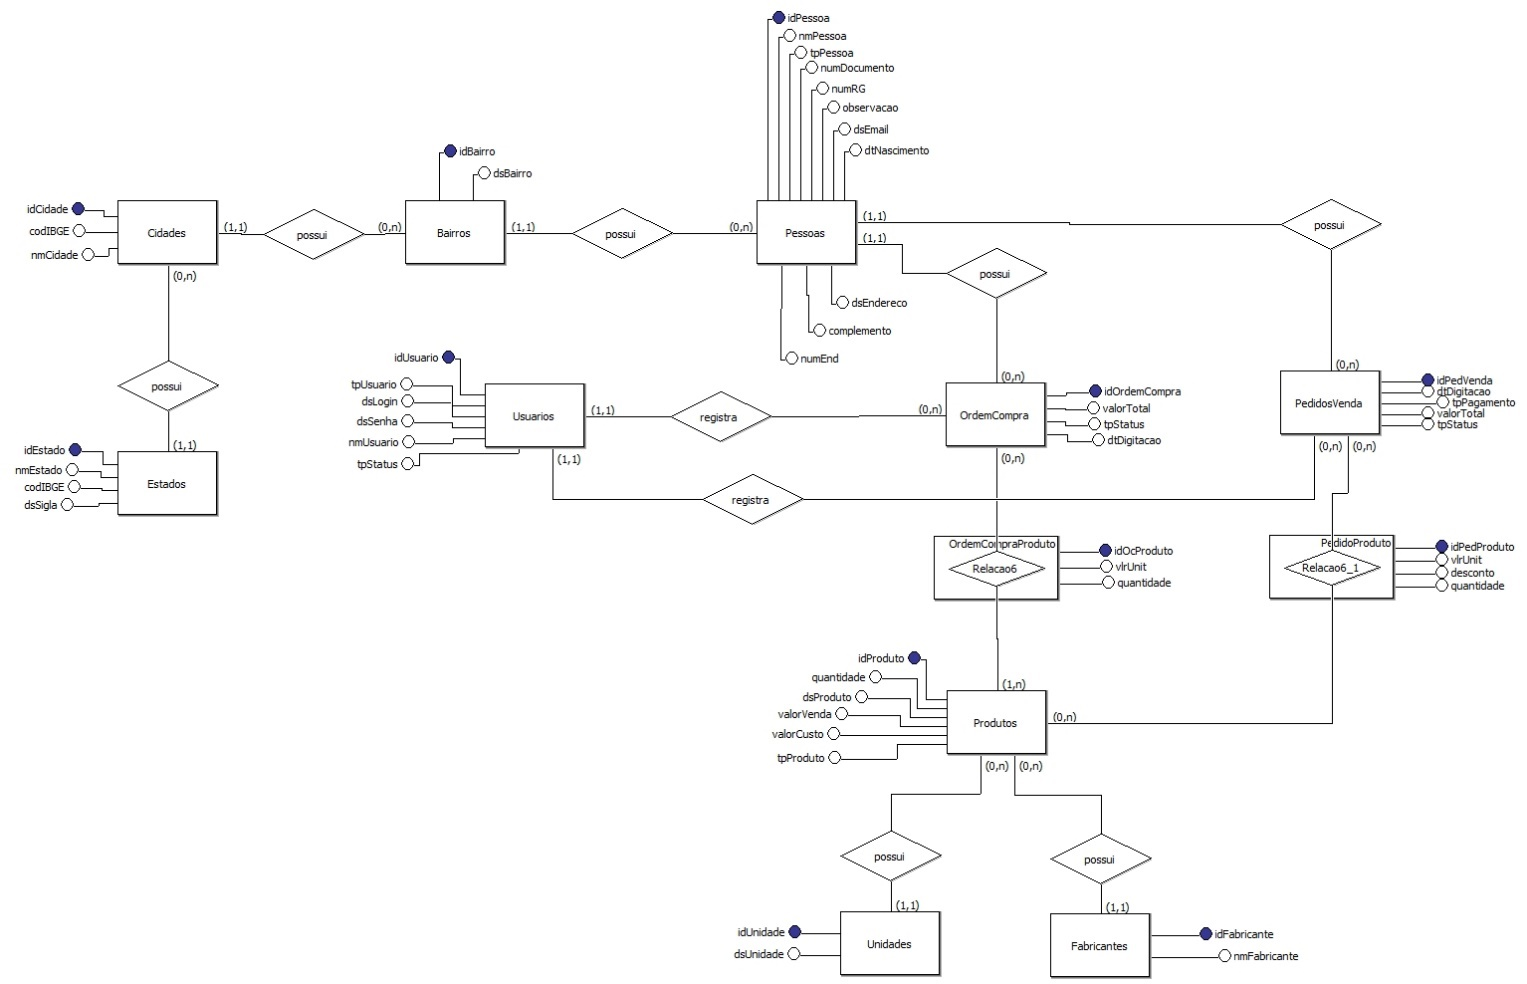 idPessoa
nmPessoa
tpPessoa
numDocumento
numRG
observacao
dsEmail
dtNascimento
idBairro
dsBairro
idCidade
codIBGE
nmCidade
Cidades
(1,1)
possui
(0,n)
Bairros
(1,1)
possui
(0,n)
Pessoas
(1,1)
(1,1)
possui
possui
(0,n)
dsEndereco
complemento
numEnd
possui
(1,1)
idEstado
nmEstado
codIBGE
dsSigla
Estados
idUsuario
tpUsuario
dsLogin
dsSenha
nmUsuario
tpStatus
Usuarios
(1,1)
(1,1)
registra
(0,n)
(0,n)
OrdemCompra
idOrdemCompra
valorTotal
tpStatus
dtDigitacao
(0,n)
(0,n)
PedidosVenda
idPedVenda
dtDigitacao
tpPagamento
valorTotal
tpStatus
(0,n)
(0,n)
registra
OrdemCompraProduto
Relacao6
idOcProduto
vlrUnit
quantidade
PedidoProduto
Relacao6_1
idPedProduto
vlrUnit
desconto
quantidade
idProduto
quantidade
dsProduto
valorVenda
valorCusto
tpProduto
(1,n)
Produtos
(0,n)
(0,n)
(0,n)
possui
possui
(1,1)
(1,1)
idUnidade
dsUnidade
Unidades
Fabricantes
idFabricante
nmFabricante